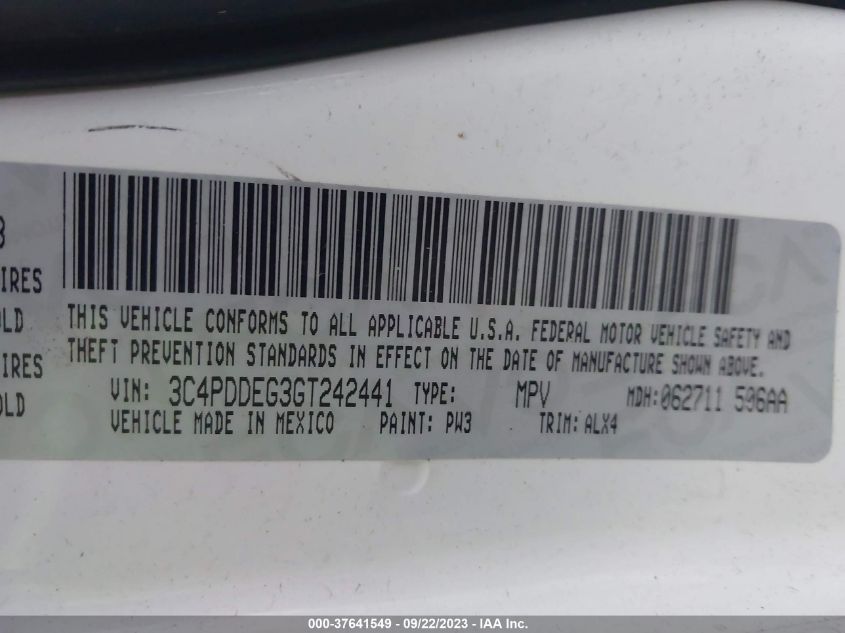 8
IRES
OLD
IRES
OLD
THIS VEHICLE CONFORMS TO ALL APPLICABLE U.S.A. FEDERAL MOTOR VEHICLE SAFETY AND
THEFT PREVENTION STANDARDS IN EFFECT ON THE DATE OF MANUFACTURE SHOWN ABOVE.
VIN: 3C4PDDEG3GT242441 TYPE: MPV MDH:062711 596AA
VEHICLE MADE IN MEXICO PAINT: PW3 TRIM: ALX4
000-37641549 - 09/22/2023 - IAA Inc.